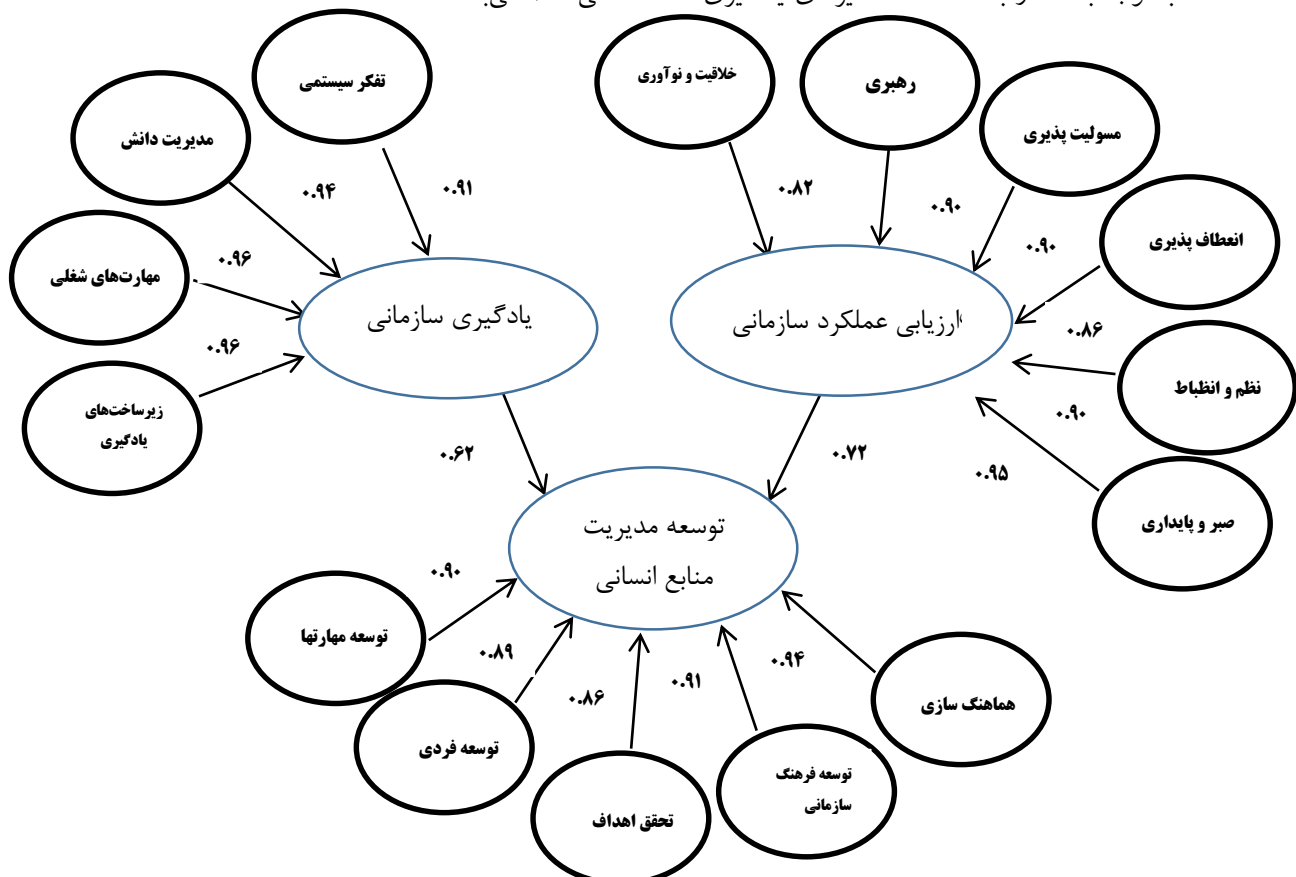 تفکر سیستمی
خلاقیت و نوآوری
رهبری
مسولیت پذیری
مدیریت دانش
۰.۹۴
۰.۹۱
۰.۸۲
۰.۹۰
انعطاف پذیری
مهارت‌های شغلی
۰.۹۶
۰.۹۰
یادگیری سازمانی
ارزیابی عملکرد سازمانی
۰.۹۶
۰.۸۶
نظم و انظباط
زیرساخت‌های
یادگیری
۰.۹۰
۰.۶۲
۰.۷۲
۰.۹۵
صبر و پایداری
توسعه مدیریت
منابع انسانی
۰.۹۰
توسعه مهارتها
۰.۸۹
۰.۸۶
۰.۹۱
۰.۹۴
هماهنگ سازی
توسعه فردی
تحقق اهداف
توسعه فرهنگ
سازمانی